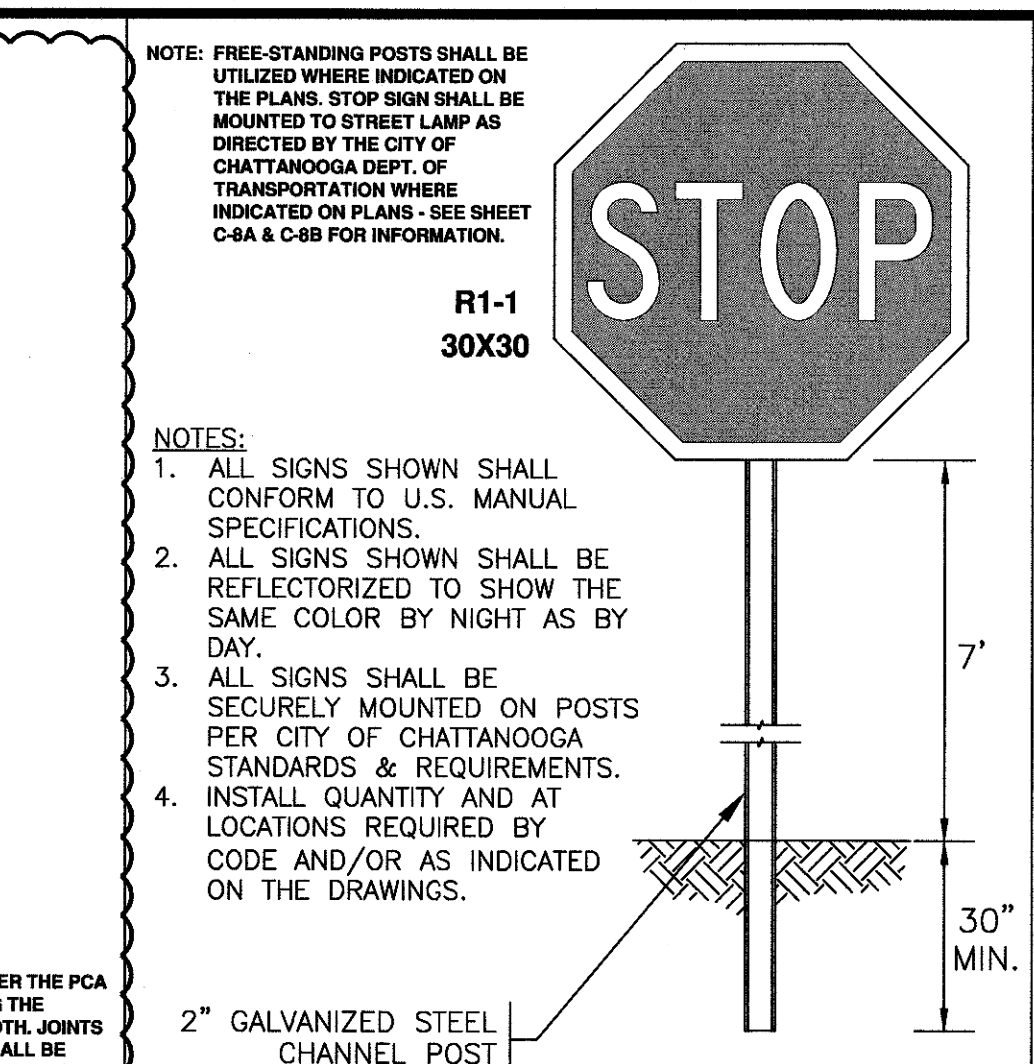 NOTE: FREE-STANDING POSTS SHALL BE
UTILIZED WHERE INDICATED ON
THE PLANS. STOP SIGN SHALL BE
MOUNTED TO STREET LAMP AS
DIRECTED BY THE CITY OF
CHATTANOOGA DEPT. OF
TRANSPORTATION WHERE
INDICATED ON PLANS - SEE SHEET
C-8A & C-8B FOR INFORMATION.
STOP
R1-1
30X30
NOTES:
1. ALL SIGNS SHOWN SHALL
CONFORM TO U.S. MANUAL
SPECIFICATIONS.
2. ALL SIGNS SHOWN SHALL BE
REFLECTORIZED TO SHOW THE
SAME COLOR BY NIGHT AS BY
DAY.
3. ALL SIGNS SHALL BE
SECURELY MOUNTED ON POSTS
PER CITY OF CHATTANOOGA
STANDARDS & REQUIREMENTS.
4. INSTALL QUANTITY AND AT
LOCATIONS REQUIRED BY
CODE AND/OR AS INDICATED
ON THE DRAWINGS.
7'
30"
MIN.
2" GALVANIZED STEEL
CHANNEL POST
THE PCA
THE
JOINTS
BE